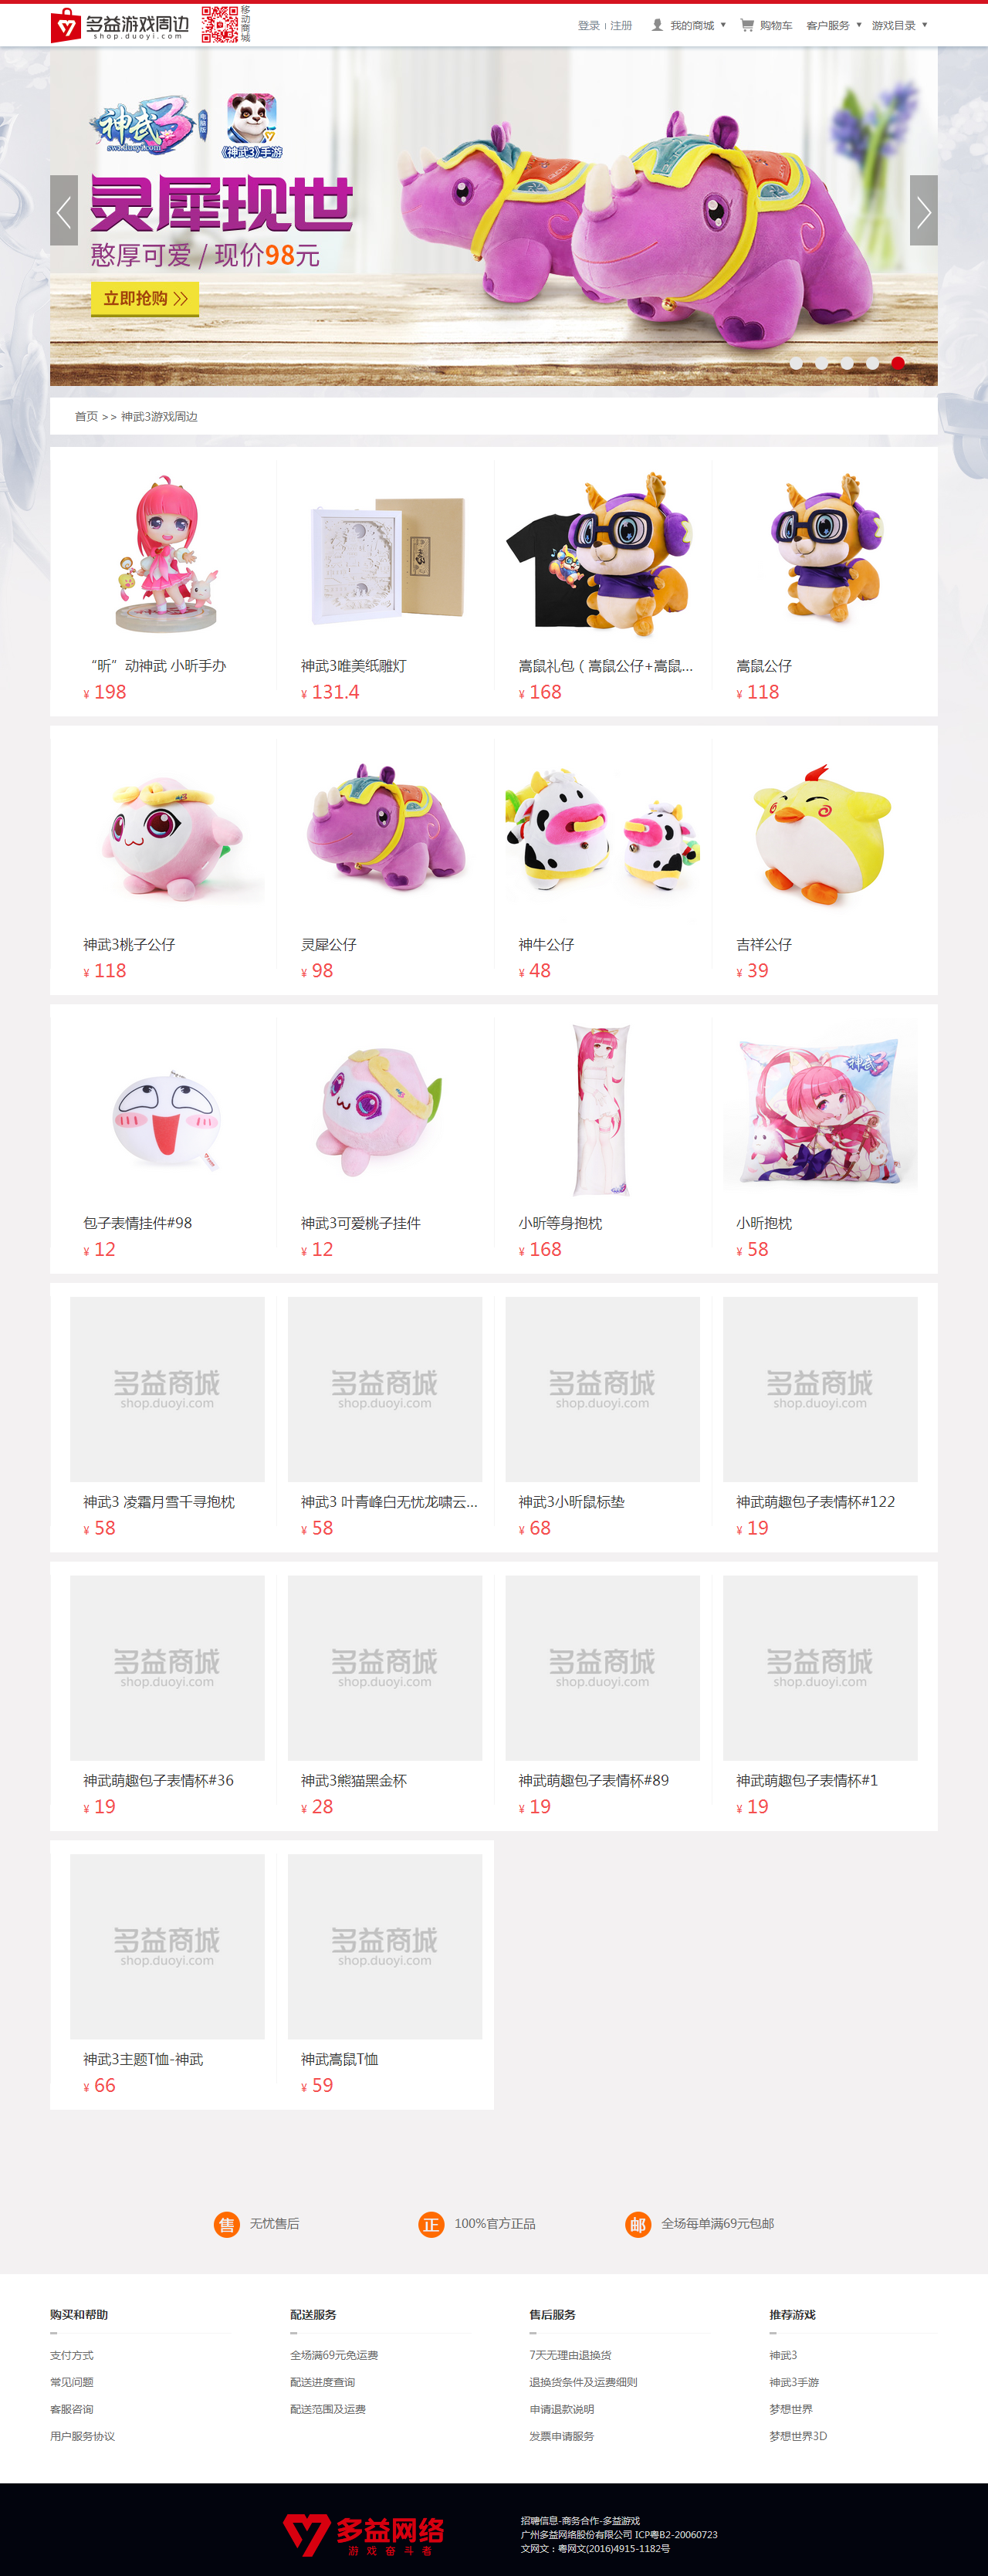 多益游戏周边
shop.duoyi.com
移动商城
登录 | 注册
我的商城
购物车
客户服务
游戏目录
神武3
电脑版
sw3.duoyi.com
《神武3》手游
灵犀现世
憨厚可爱 / 现价98元
立即抢购
首页 >> 神武3游戏周边
“昕”动神武 小昕手办
¥ 198
神武3唯美纸雕灯
¥ 131.4
嵩鼠礼包（嵩鼠公仔+嵩鼠...
¥ 168
嵩鼠公仔
¥ 118
神武3桃子公仔
¥ 118
灵犀公仔
¥ 98
神牛公仔
¥ 48
吉祥公仔
¥ 39
包子表情挂件#98
¥ 12
神武3可爱桃子挂件
¥ 12
小昕等身抱枕
¥ 168
神武3
小昕抱枕
¥ 58
多益商城
shop.duoyi.com
神武3 凌霜月雪千寻抱枕
¥ 58
多益商城
shop.duoyi.com
神武3 叶青峰白无忧龙啸云...
¥ 58
多益商城
shop.duoyi.com
神武3小昕鼠标垫
¥ 68
多益商城
shop.duoyi.com
神武萌趣包子表情杯#122
¥ 19
多益商城
shop.duoyi.com
神武萌趣包子表情杯#36
¥ 19
多益商城
shop.duoyi.com
神武3熊猫黑金杯
¥ 28
多益商城
shop.duoyi.com
神武萌趣包子表情杯#89
¥ 19
多益商城
shop.duoyi.com
神武萌趣包子表情杯#1
¥ 19
多益商城
shop.duoyi.com
神武3主题T恤-神武
¥ 66
多益商城
shop.duoyi.com
神武嵩鼠T恤
¥ 59
售 无忧售后
正 100%官方正品
邮 全场每单满69元包邮
购买和帮助
支付方式
常见问题
客服咨询
用户服务协议
配送服务
全场满69元免运费
配送进度查询
配送范围及运费
售后服务
7天无理由退换货
退换货条件及运费细则
申请退款说明
发票申请服务
推荐游戏
神武3
神武3手游
梦想世界
梦想世界3D
多益网络
游戏奋斗者
招聘信息-商务合作-多益游戏
广州多益网络股份有限公司 ICP粤B2-20060723
文网文：粤网文(2016)4915-1182号